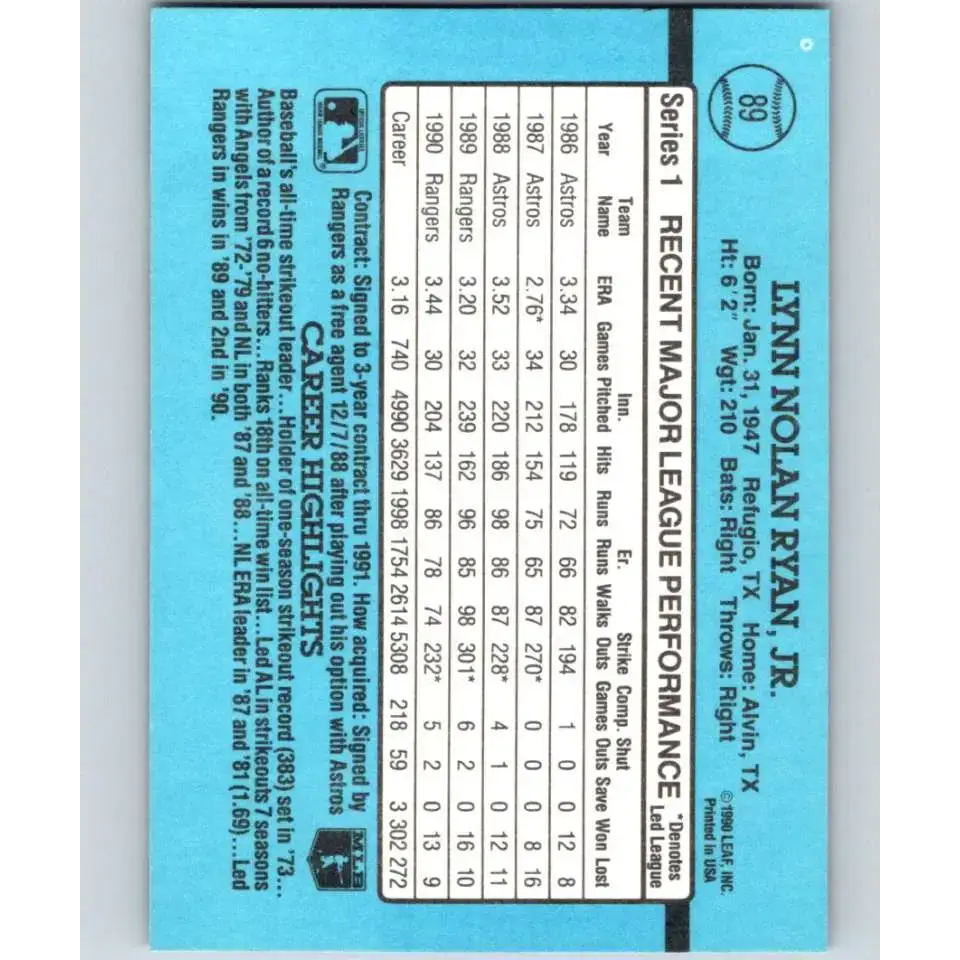 89
LYNN NOLAN RYAN, JR.
Born: Jan. 31, 1947 Refugio, TX Home: Alvin, TX
Ht: 6'2" Wgt: 210 Bats: Right Throws: Right
© 1990 LEAF, INC.
Printed in USA
Series 1 RECENT MAJOR LEAGUE PERFORMANCE *Denotes Led League
Year Team Name ERA Games Inn. Pitched Hits Runs Er. Runs Walks Strike Outs Comp. Games Shut Outs Save Won Lost
1986 Astros 3.34 30 178 119 72 66 82 194 1 0 0 12 8
1987 Astros 2.76* 34 212 154 75 65 87 270* 0 0 0 8 16
1988 Astros 3.52 33 220 186 98 86 87 228* 4 1 0 12 11
1989 Rangers 3.20 32 239 162 96 85 98 301* 6 2 0 16 10
1990 Rangers 3.44 30 204 137 86 78 74 232* 5 2 0 13 9
Career 3.16 740 4990 3629 1998 1754 2614 5308 218 59 3 302 272
Contract: Signed to 3-year contract thru 1991. How acquired: Signed by
Rangers as a free agent 12/7/88 after playing out his option with Astros
MLB
CAREER HIGHLIGHTS
Baseball's all-time strikeout leader...Holder of one-season strikeout record (383) set in '73...
Author of a record 6 no-hitters...Ranks 18th on all-time win list...Led AL in strikeouts 7 seasons
with Angels from '72-'79 and NL in both '87 and '88...NL ERA leader in '87 and '81 (1.69)...Led
Rangers in wins in '89 and 2nd in '90.